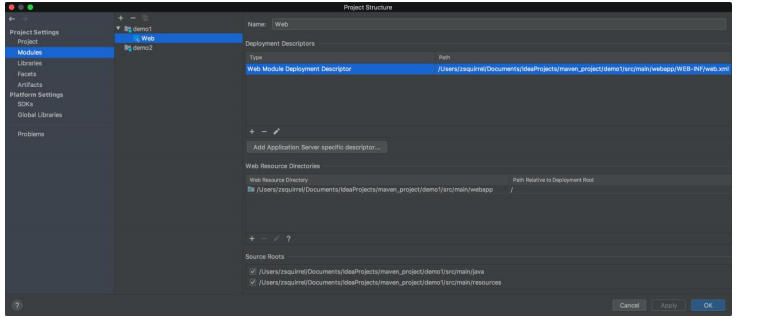 Project Structure
Project Settings
Project
Modules
Libraries
Facets
Artifacts
Platform Settings
SDKs
Global Libraries
Problems
demo1
Web
demo2
Name: Web
Deployment Descriptors
Type Path
Web Module Deployment Descriptor /Users/zsquirrel/Documents/IdeaProjects/maven_project/demo1/src/main/webapp/WEB-INF/web.xml
Add Application Server specific descriptor...
Web Resource Directories
Web Resource Directory Path Relative to Deployment Root
/Users/zsquirrel/Documents/IdeaProjects/maven_project/demo1/src/main/webapp /
?
Source Roots
/Users/zsquirrel/Documents/IdeaProjects/maven_project/demo1/src/main/java
/Users/zsquirrel/Documents/IdeaProjects/maven_project/demo1/src/main/resources
? Cancel Apply OK